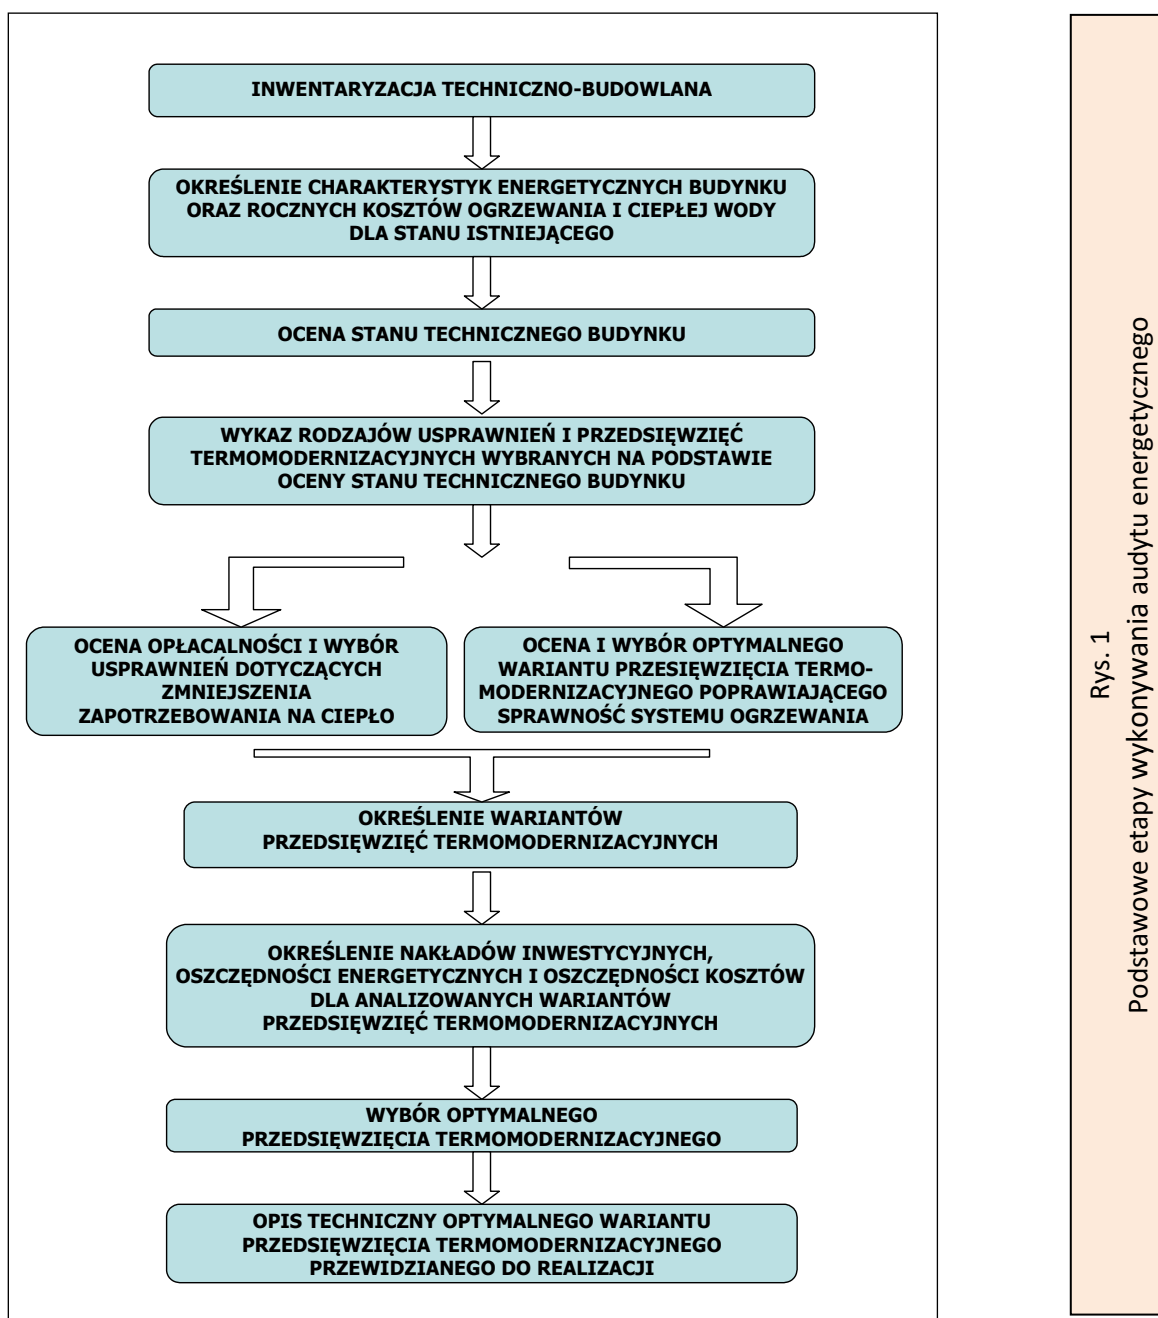 INWENTARYZACJA TECHNICZNO-BUDOWLANA
OKREŚLENIE CHARAKTERYSTYK ENERGETYCZNYCH BUDYNKU
ORAZ ROCZNYCH KOSZTÓW OGRZEWANIA I CIEPŁEJ WODY
DLA STANU ISTNIEJĄCEGO
OCENA STANU TECHNICZNEGO BUDYNKU
WYKAZ RODZAJÓW USPRAWNIEŃ I PRZEDSIĘWZIĘĆ
TERMOMODERNIZACYJNYCH WYBRANYCH NA PODSTAWIE
OCENY STANU TECHNICZNEGO BUDYNKU
OCENA OPŁACALNOŚCI I WYBÓR
USPRAWNIEŃ DOTYCZĄCYCH
ZMNIEJSZENIA
ZAPOTRZEBOWANIA NA CIEPŁO
OCENA I WYBÓR OPTYMALNEGO
WARIANTU PRZESIĘWZIĘCIA TERMO-
MODERNIZACYJNEGO POPRAWIAJĄCEGO
SPRAWNOŚĆ SYSTEMU OGRZEWANIA
OKREŚLENIE WARIANTÓW
PRZEDSIĘWZIĘĆ TERMOMODERNIZACYJNYCH
OKREŚLENIE NAKŁADÓW INWESTYCYJNYCH,
OSZCZĘDNOŚCI ENERGETYCZNYCH I OSZCZĘDNOŚCI KOSZTÓW
DLA ANALIZOWANYCH WARIANTÓW
PRZEDSIĘWZIĘĆ TERMOMODERNIZACYJNYCH
WYBÓR OPTYMALNEGO
PRZEDSIĘWZIĘCIA TERMOMODERNIZACYJNEGO
OPIS TECHNICZNY OPTYMALNEGO WARIANTU
PRZEDSIĘWZIĘCIA TERMOMODERNIZACYJNEGO
PRZEWIDZIANEGO DO REALIZACJI
Rys. 1
Podstawowe etapy wykonywania audytu energetycznego